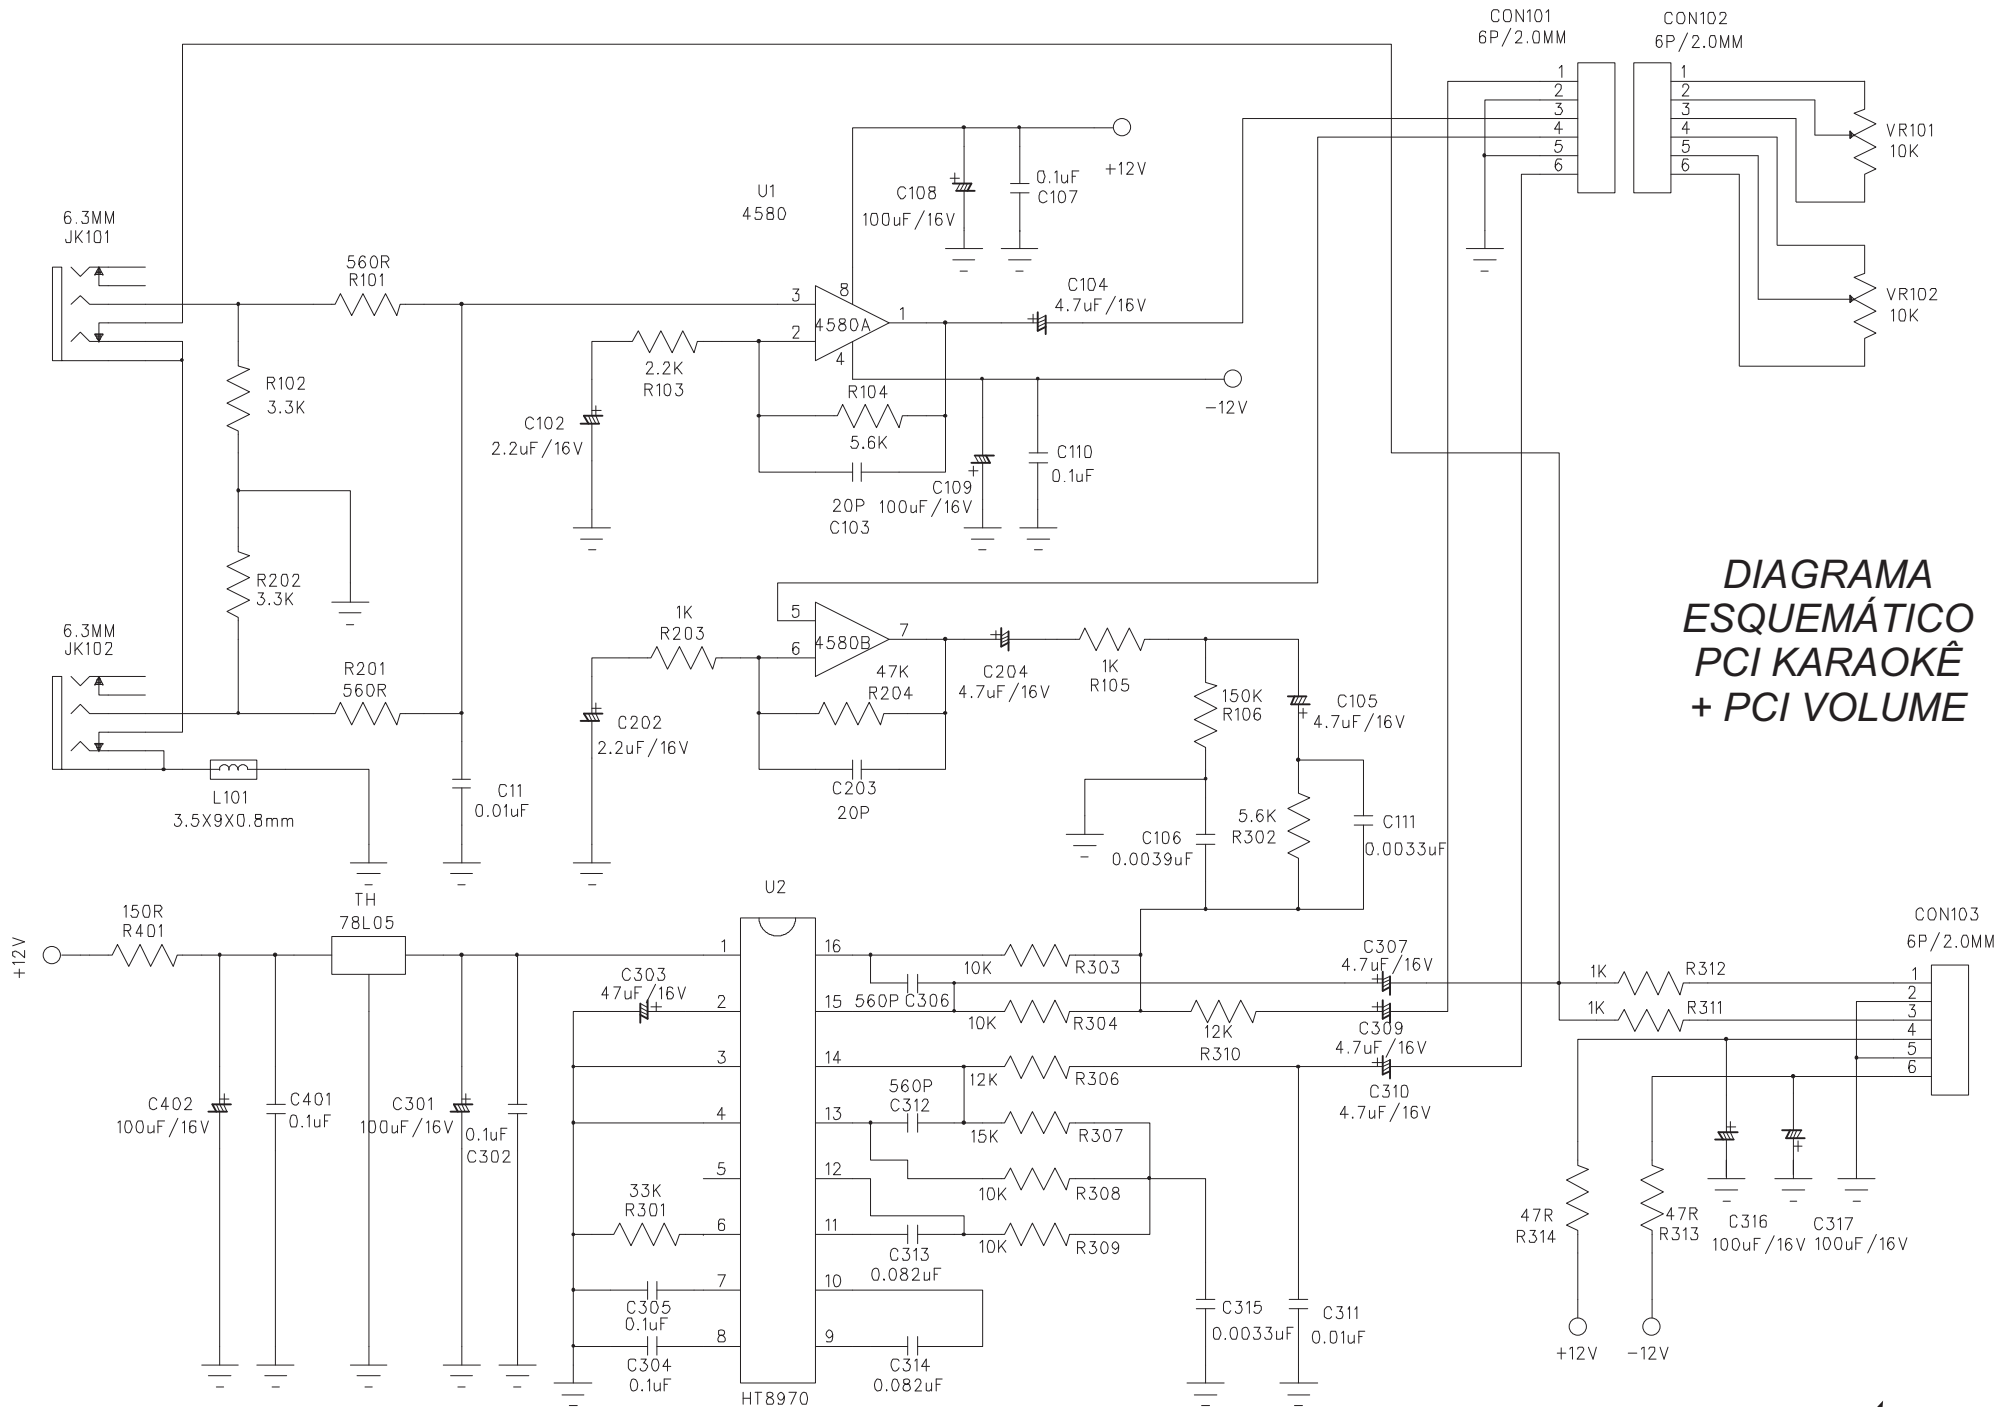 CON101
6P/2.0MM
CON102
6P/2.0MM
1
2
3
4
5
6
1
2
3
4
5
6
VR101
10K
VR102
10K
+12V
0.1uF
C107
C108
100uF/16V
U1
4580
6.3MM
JK101
560R
R101
3
2
8
4
1
4580A
C104
4.7uF/16V
2.2K
R103
R102
3.3K
C102
2.2uF/16V
R104
5.6K
20P
C103
-12V
C109
100uF/16V
C110
0.1uF
R202
3.3K
DIAGRAMA
ESQUEMÁTICO
PCI KARAOKÊ
+ PCI VOLUME
6.3MM
JK102
R201
560R
1K
R203
5
6
7
4580B
47K
R204
C204
4.7uF/16V
1K
R105
150K
R106
C105
4.7uF/16V
C202
2.2uF/16V
C203
20P
L101
3.5X9X0.8mm
C11
0.01uF
C106
0.0039uF
5.6K
R302
C111
0.0033uF
+12V
150R
R401
TH
78L05
U2
1
2
3
4
5
6
7
8
16
15
14
13
12
11
10
9
HT8970
C303
47uF/16V
10K
R303
560P C306
10K
R304
12K
R310
C307
4.7uF/16V
C309
4.7uF/16V
C310
4.7uF/16V
12K
R306
560P
C312
15K
R307
10K
R308
10K
R309
C313
0.082uF
C314
0.082uF
C402
100uF/16V
C401
0.1uF
C301
100uF/16V
0.1uF
C302
33K
R301
C305
0.1uF
C304
0.1uF
C315
0.0033uF
C311
0.01uF
CON103
6P/2.0MM
1
2
3
4
5
6
1K
R312
1K
R311
47R
R314
47R
R313
C316
100uF/16V
C317
100uF/16V
+12V
-12V